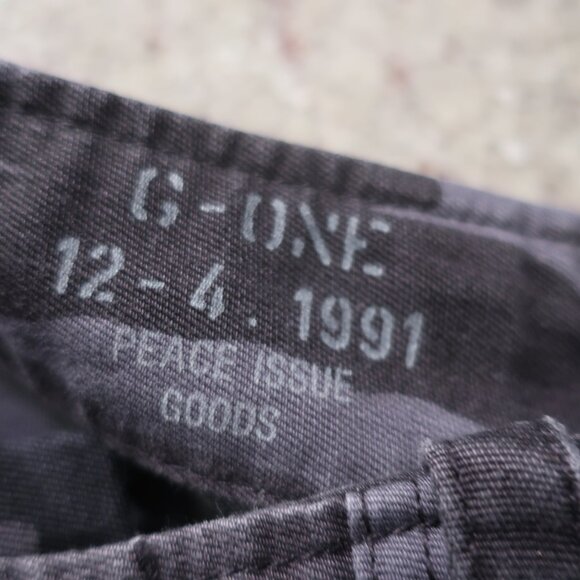 G-ONE
12-4.1991
PEACE ISSUE
GOODS